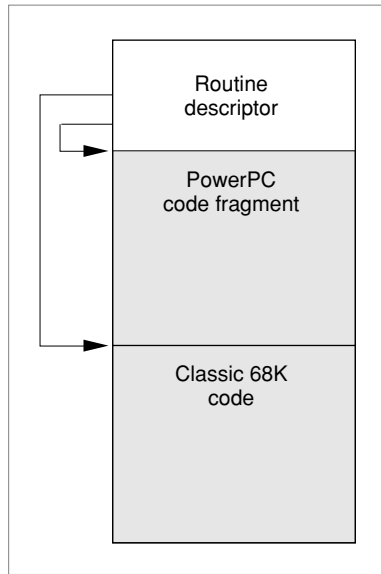 Routine
descriptor
PowerPC
code fragment
Classic 68K
code